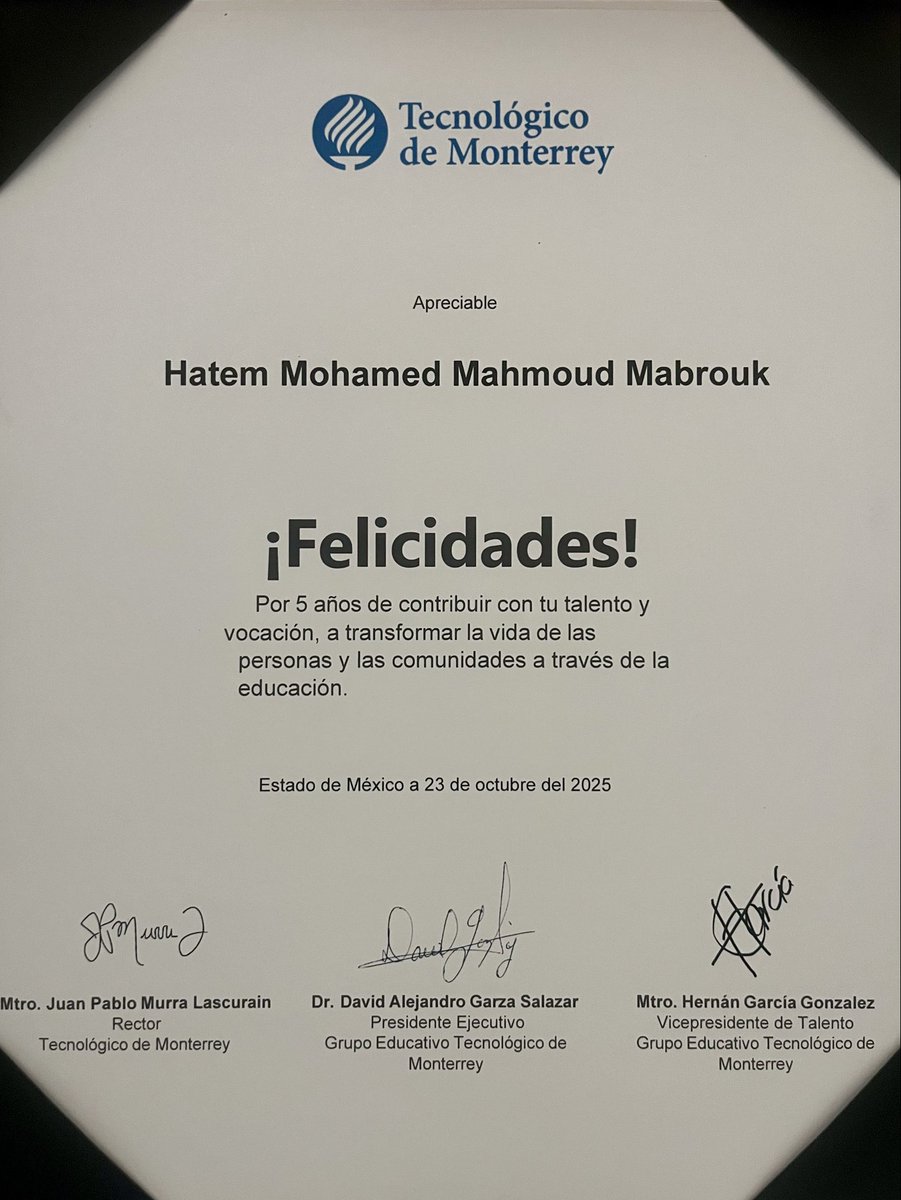 Tecnológico
de Monterrey
Apreciable
Hatem Mohamed Mahmoud Mabrouk
¡Felicidades!
Por 5 años de contribuir con tu talento y
vocación, a transformar la vida de las
personas y las comunidades a través de la
educación.
Estado de México a 23 de octubre del 2025
Mtro. Juan Pablo Murra Lascurain
Rector
Tecnológico de Monterrey
Dr. David Alejandro Garza Salazar
Presidente Ejecutivo
Grupo Educativo Tecnológico de
Monterrey
Mtro. Hernán García Gonzalez
Vicepresidente de Talento
Grupo Educativo Tecnológico de
Monterrey